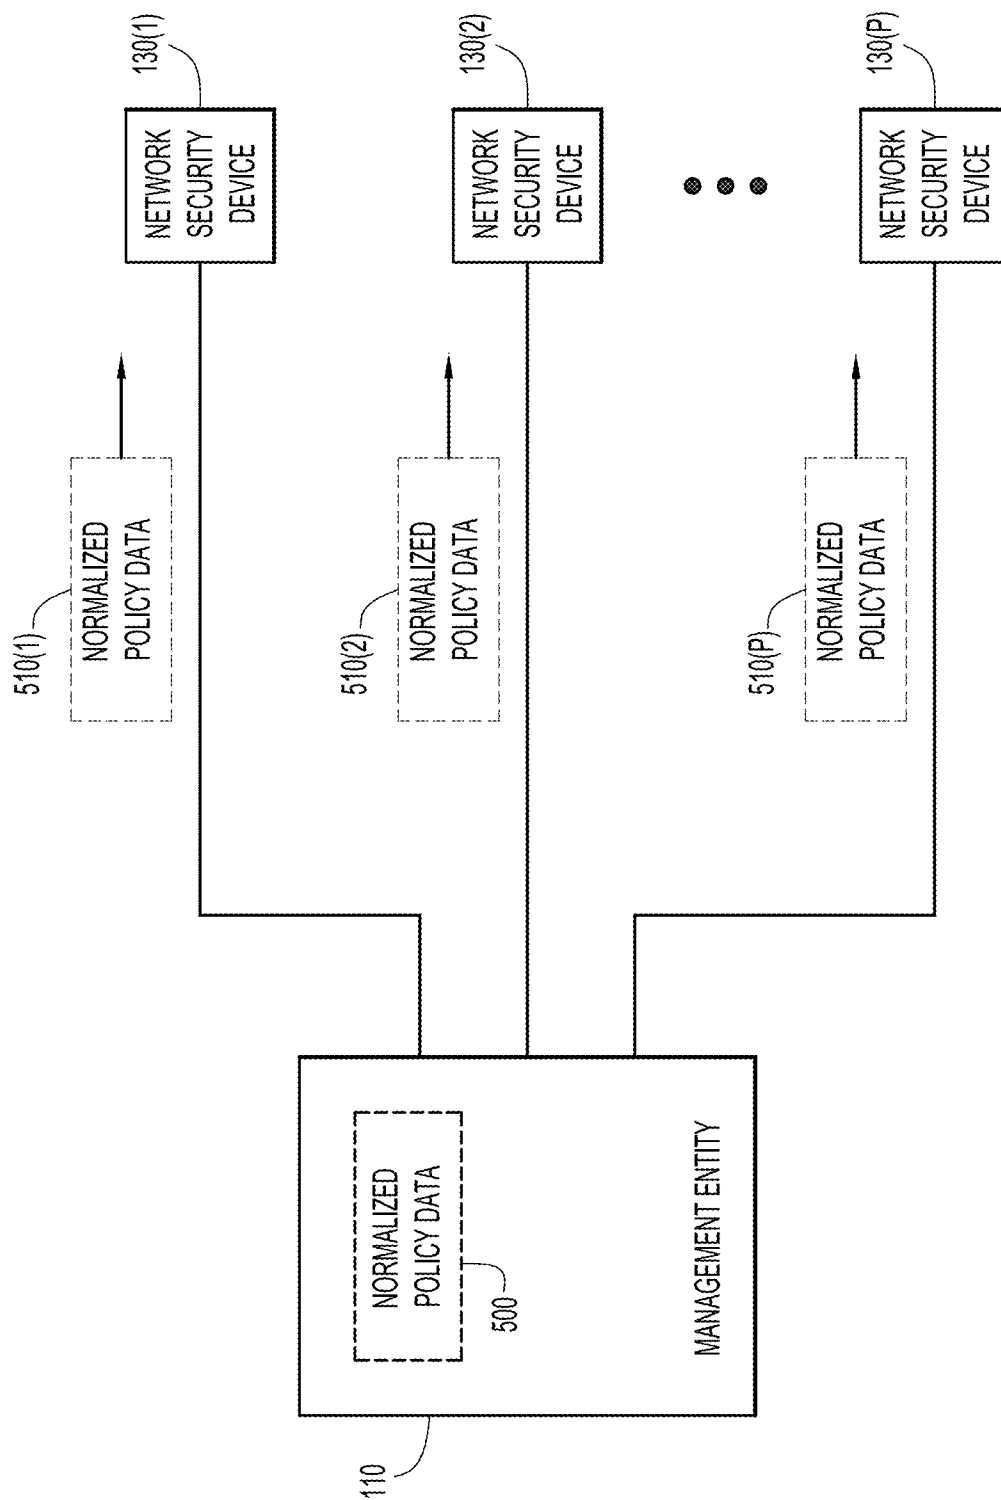 110
NORMALIZED
POLICY DATA
500
MANAGEMENT ENTITY
510(1)
NORMALIZED
POLICY DATA
130(1)
NETWORK
SECURITY
DEVICE
510(2)
NORMALIZED
POLICY DATA
130(2)
NETWORK
SECURITY
DEVICE
510(P)
NORMALIZED
POLICY DATA
130(P)
NETWORK
SECURITY
DEVICE